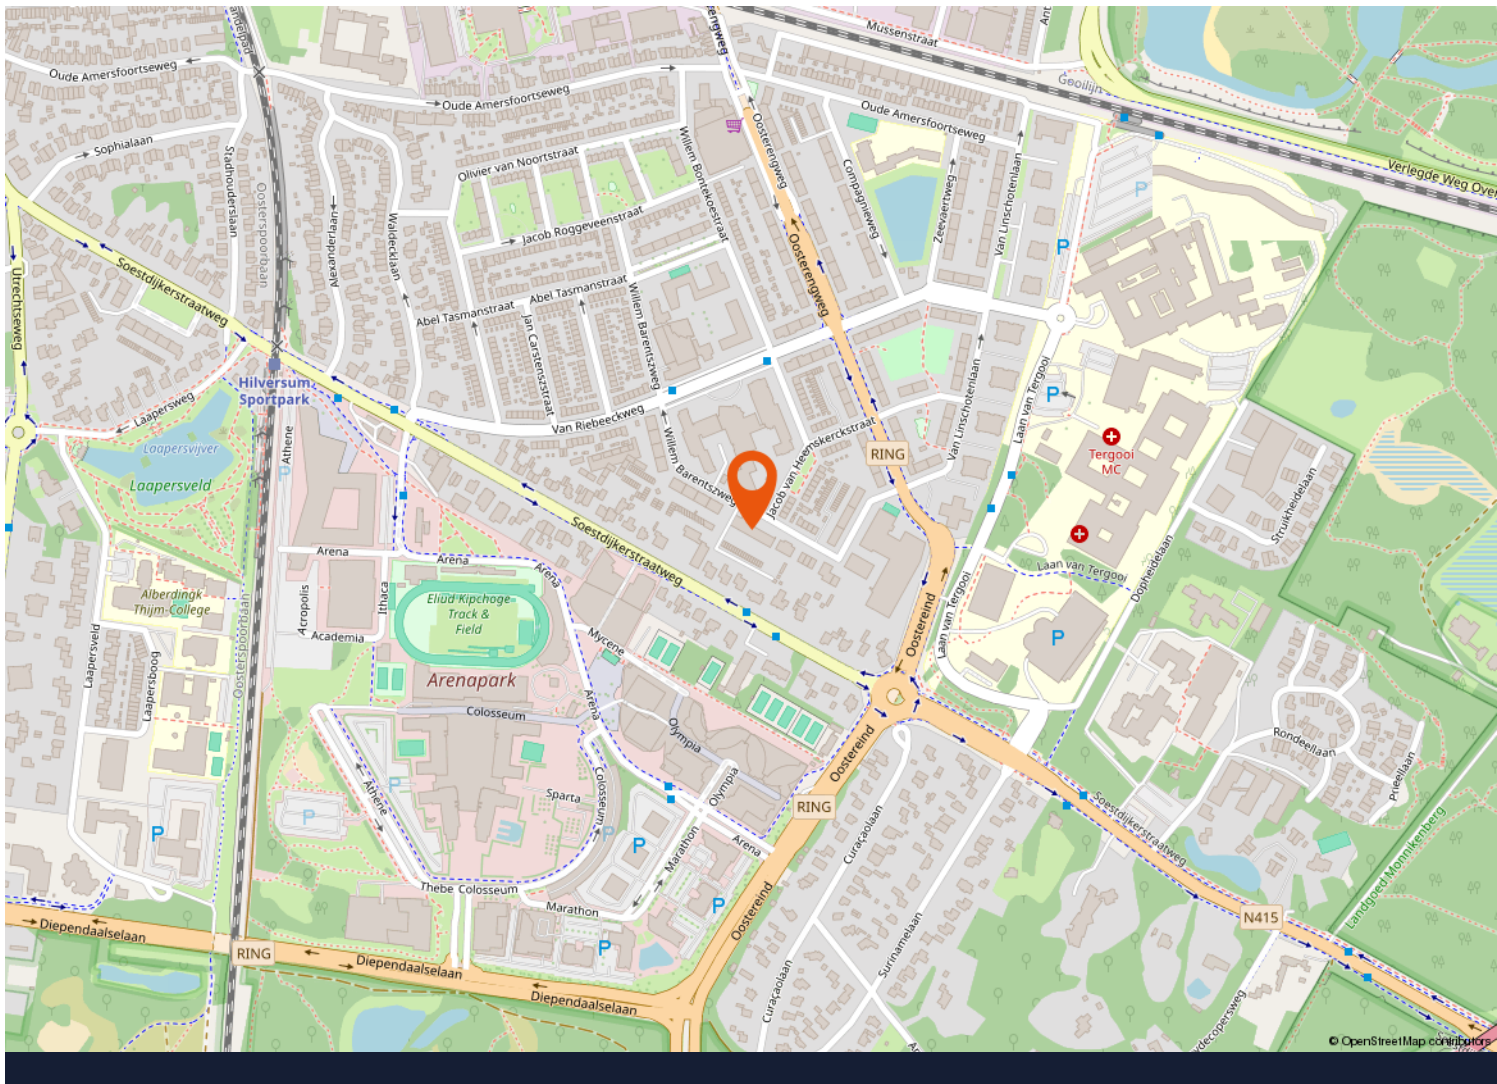 Mussenstraat
Gooilijn
Oude Amersfoortseweg
Oude Amersfoortseweg
Oude Amersfoortseweg
Verlegde Weg Over
Sophialaan
Stadhouderslaan
Oosterspoorbaan
Alexanderlaan
Waldecklaan
Olivier van Noortstraat
Jacob Roggeveenstraat
Willem Bontekoestraat
Oosterengweg
Compagnieweg
Zeevaertweg
Van Linschotenlaan
P
P
Utrechtseweg
Soestdijkerstraatweg
Abel Tasmanstraat
Abel Tasmanstraat
Jan Carstenszstraat
Willem Barentszweg
Oosterengweg
Hilversum
Sportpark
Laapersweg
Van Riebeeckweg
Van Linschotenlaan
Laan van Tergooi
P
Laapersvijver
Laapersveld
Athene
P
Willem Barentszweg
Jacob van Heemskerckstraat
RING
Tergooi
MC
Struikheidelaan
Soestdijkerstraatweg
Arena
Arena
Arena
Laan van Tergooi
Dopheidelaan
Alberdingk
Thijm-College
Acropolis
Ithaca
Academia
Eliud Kipchoge
Track &
Field
Mycene
Oostereind
Laan van Tergooi
P
Laapersveld
Laapersboog
Oosterspoorbaan
Arenapark
Colosseum
Arena
Olympia
Oostereind
Rondeellaan
Prieellaan
Athene
P
Sparta
Colosseum
Olympia
RING
Soestdijkerstraatweg
P
P
P
P
Marathon
Arena
Curaçaolaan
Landgoed Monnikenberg
Thebe Colosseum
Marathon
P
P
Oostereind
N415
Diependaalselaan
RING
Diependaalselaan
Diependaalselaan
Curaçaolaan
Surinamelaan
© OpenStreetMap contributors